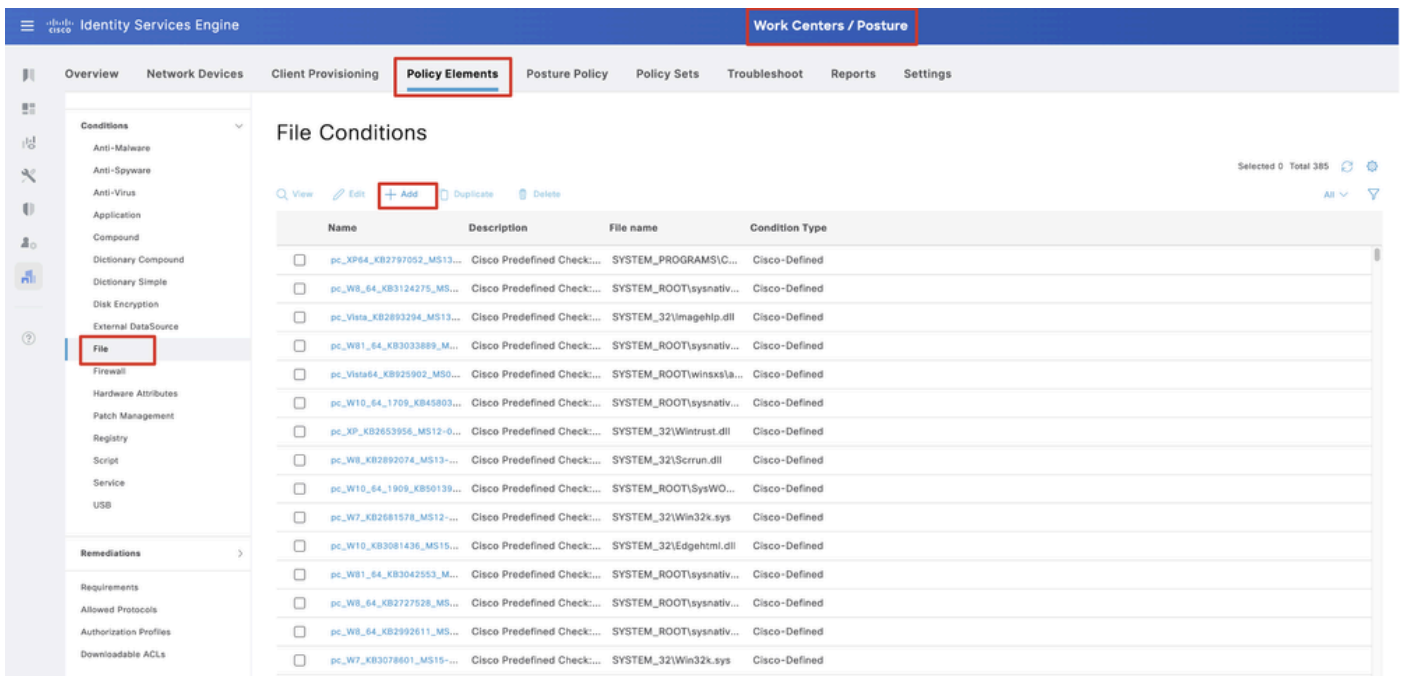 cisco Identity Services Engine
Work Centers / Posture
Overview Network Devices Client Provisioning Policy Elements Posture Policy Policy Sets Troubleshoot Reports Settings
Conditions
Anti-Malware
Anti-Spyware
Anti-Virus
Application
Compound
Dictionary Compound
Dictionary Simple
Disk Encryption
External DataSource
File
Firewall
Hardware Attributes
Patch Management
Registry
Script
Service
USB
Remediations
Requirements
Allowed Protocols
Authorization Profiles
Downloadable ACLs
File Conditions
Selected 0 Total 385
View Edit Add Duplicate Delete All
Name Description File name Condition Type
pc_XP64_KB2797052_MS13... Cisco Predefined Check:... SYSTEM_PROGRAMS\C... Cisco-Defined
pc_W8_64_KB3124275_MS... Cisco Predefined Check:... SYSTEM_ROOT\sysnativ... Cisco-Defined
pc_Vista_KB2893294_MS13... Cisco Predefined Check:... SYSTEM_32\Imagehlp.dll Cisco-Defined
pc_W81_64_KB3033889_M... Cisco Predefined Check:... SYSTEM_ROOT\sysnativ... Cisco-Defined
pc_Vista64_KB925902_MS0... Cisco Predefined Check:... SYSTEM_ROOT\winsxs\a... Cisco-Defined
pc_W10_64_1709_KB45803... Cisco Predefined Check:... SYSTEM_ROOT\sysnativ... Cisco-Defined
pc_XP_KB2653956_MS12-0... Cisco Predefined Check:... SYSTEM_32\Wintrust.dll Cisco-Defined
pc_W8_KB2892074_MS13-... Cisco Predefined Check:... SYSTEM_32\Scrrun.dll Cisco-Defined
pc_W10_64_1909_KB50139... Cisco Predefined Check:... SYSTEM_ROOT\SysWO... Cisco-Defined
pc_W7_KB2681578_MS12-... Cisco Predefined Check:... SYSTEM_32\Win32k.sys Cisco-Defined
pc_W10_KB3081436_MS15... Cisco Predefined Check:... SYSTEM_32\Edgehtml.dll Cisco-Defined
pc_W81_64_KB3042553_M... Cisco Predefined Check:... SYSTEM_ROOT\sysnativ... Cisco-Defined
pc_W8_64_KB2727528_MS... Cisco Predefined Check:... SYSTEM_ROOT\sysnativ... Cisco-Defined
pc_W8_64_KB2992611_MS... Cisco Predefined Check:... SYSTEM_ROOT\sysnativ... Cisco-Defined
pc_W7_KB3078601_MS15-... Cisco Predefined Check:... SYSTEM_32\Win32k.sys Cisco-Defined